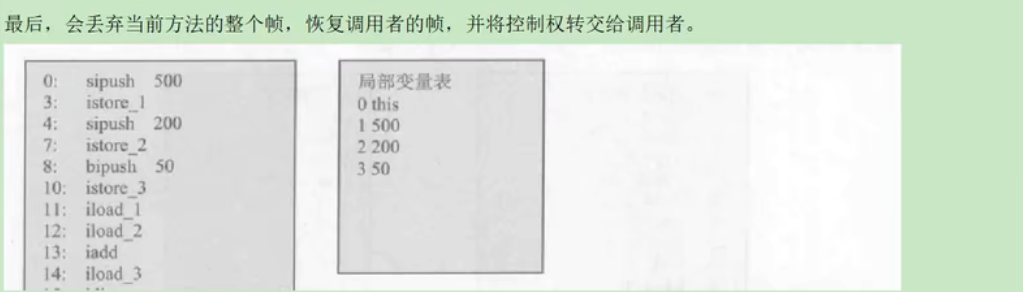 最后，会丢弃当前方法的整个帧，恢复调用者的帧，并将控制权转交给调用者。
0: sipush 500
3: istore_1
4: sipush 200
7: istore_2
8: bipush 50
10: istore_3
11: iload_1
12: iload_2
13: iadd
14: iload_3
局部变量表
0 this
1 500
2 200
3 50